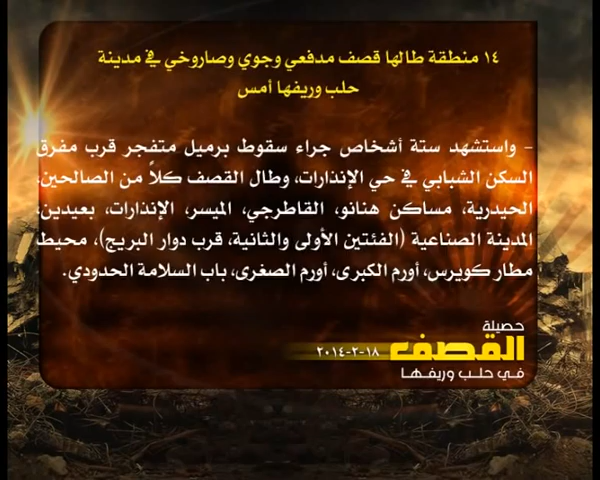 ١٤ منطقة طالها قصف مدفعي وجوي وصاروخي في مدينة
حلب وريفها أمس
- واستشهد ستة أشخاص جراء سقوط برميل متفجر قرب مفرق
السكن الشبابي في حي الإنذارات، وطال القصف كلاً من الصالحين،
الحيدرية، مساكن هنانو، القاطرجي، الميسر، الإنذارات، بعيدين،
المدينة الصناعية (الفئتين الأولى والثانية، قرب دوار البريج)، محيط
مطار كويرس، أورم الكبرى، أورم الصغرى، باب السلامة الحدودي.
حصيلة
القصف ١٨-٢-٢٠١٤
في حلب وريفها